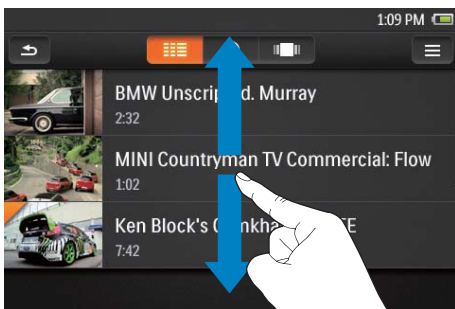 1:09 PM
BMW Unscrip d. Murray
2:32
MINI Countryman TV Commercial: Flow
1:02
Ken Block's
7:42